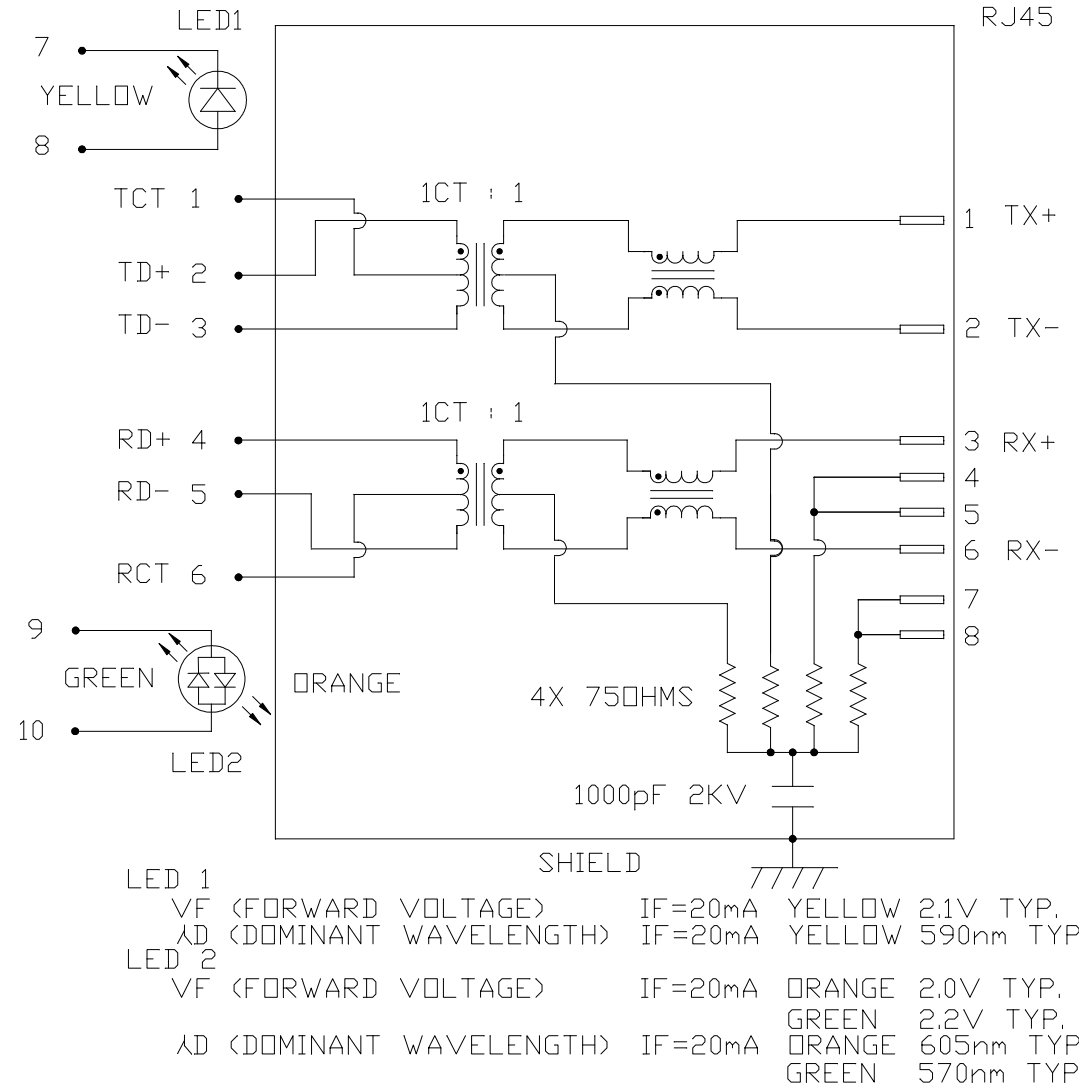 LED1
RJ45
7
YELLOW
8
TCT 1
1CT : 1
1 TX+
TD+ 2
TD- 3
2 TX-
1CT : 1
RD+ 4
3 RX+
4
RD- 5
5
6 RX-
RCT 6
7
9
8
GREEN
ORANGE
4X 75OHMS
10
LED2
1000pF 2KV
SHIELD
LED 1
VF (FORWARD VOLTAGE) IF=20mA YELLOW 2.1V TYP.
λD (DOMINANT WAVELENGTH) IF=20mA YELLOW 590nm TYP
LED 2
VF (FORWARD VOLTAGE) IF=20mA ORANGE 2.0V TYP.
GREEN 2.2V TYP.
λD (DOMINANT WAVELENGTH) IF=20mA ORANGE 605nm TYP
GREEN 570nm TYP